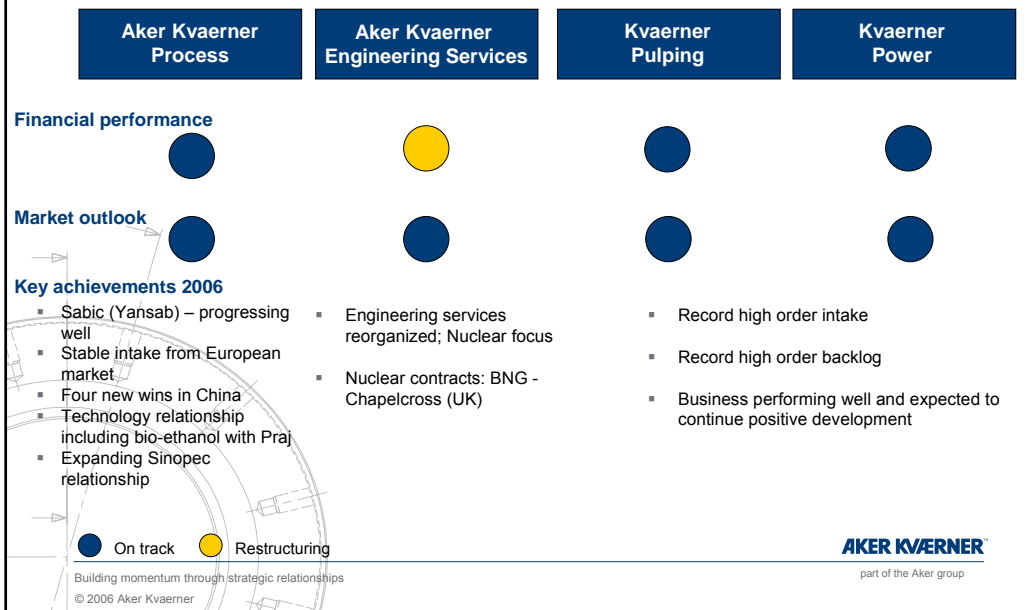 Aker Kvaerner
Process
Aker Kvaerner
Engineering Services
Kvaerner
Pulping
Kvaerner
Power
Financial performance
Market outlook
Key achievements 2006
▪ Sabic (Yansab) – progressing
well
▪ Stable intake from European
market
▪ Four new wins in China
▪ Technology relationship
including bio-ethanol with Praj
▪ Expanding Sinopec
relationship
▪ Engineering services
reorganized; Nuclear focus
▪ Nuclear contracts: BNG -
Chapelcross (UK)
▪ Record high order intake
▪ Record high order backlog
▪ Business performing well and expected to
continue positive development
On track
Restructuring
Building momentum through strategic relationships
© 2006 Aker Kvaerner
AKER KVÆRNER™
part of the Aker group